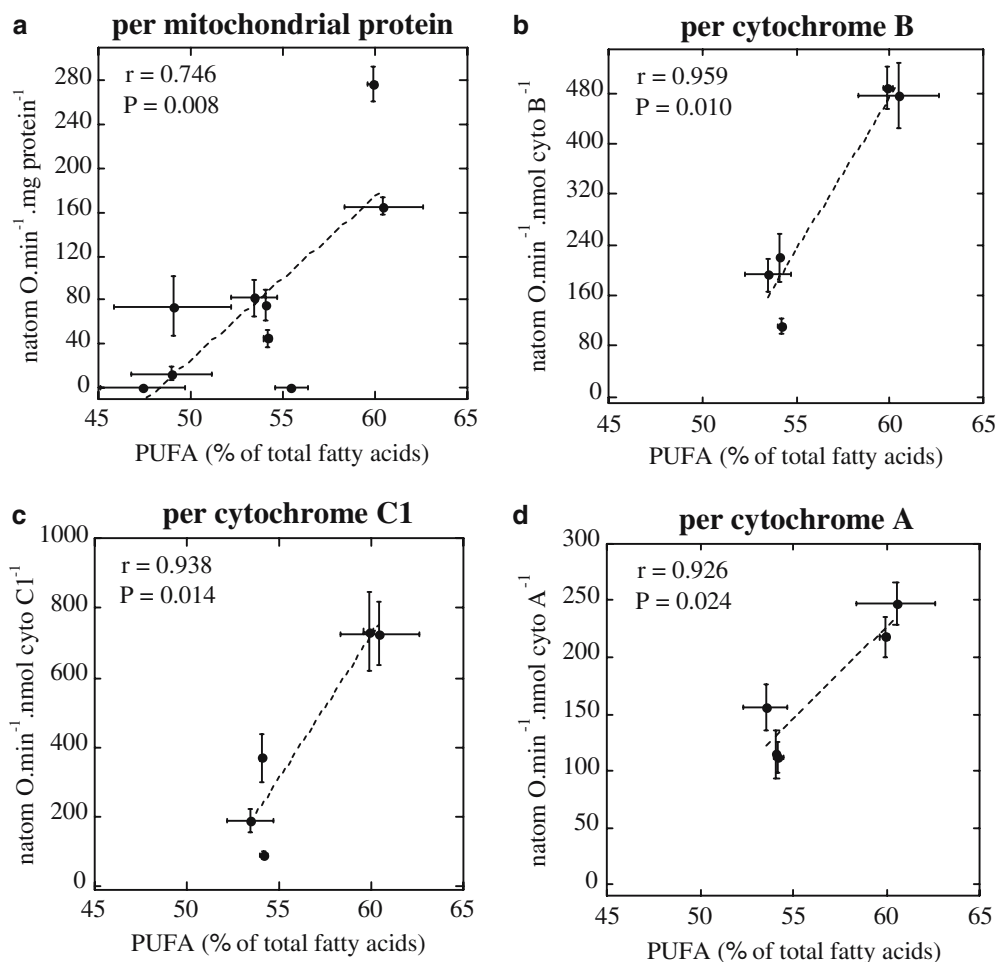 a per mitochondrial protein
r = 0.746
P = 0.008
natom O.min⁻¹.mg protein⁻¹
280
240
200
160
120
80
40
0
45 50 55 60 65
PUFA (% of total fatty acids)
b per cytochrome B
r = 0.959
P = 0.010
natom O.min⁻¹.nmol cyto B⁻¹
480
400
320
240
160
80
0
45 50 55 60 65
PUFA (% of total fatty acids)
c per cytochrome C1
r = 0.938
P = 0.014
natom O.min⁻¹.nmol cyto C1⁻¹
1000
800
600
400
200
0
45 50 55 60 65
PUFA (% of total fatty acids)
d per cytochrome A
r = 0.926
P = 0.024
natom O.min⁻¹.nmol cyto A⁻¹
300
250
200
150
100
50
0
45 50 55 60 65
PUFA (% of total fatty acids)